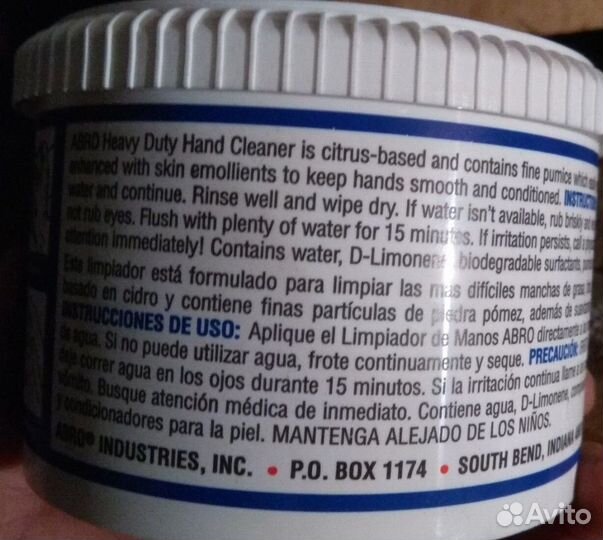 ABRO Heavy Duty Hand Cleaner is citrus-based and contains fine pumice which
enhanced with skin emollients to keep hands smooth and conditioned.
water and continue. Rinse well and wipe dry. If water isn't available, rub briskly and
not rub eyes. Flush with plenty of water for 15 minutes. If irritation persists, call a
attention immediately! Contains water, D-Limonene, biodegradable surfactants,
Este limpiador está formulado para limpiar las mas difíciles manchas de grasa,
basado en cidro y contiene finas partículas de piedra pómez, además de
INSTRUCCIONES DE USO: Aplique el Limpiador de Manos ABRO directamente
de agua. Si no puede utilizar agua, frote continuamente y seque. PRECAUCIÓN:
deje correr agua en los ojos durante 15 minutos. Si la irritación continua llame
vómito. Busque atención médica de inmediato. Contiene agua, D-Limonene,
y condicionadores para la piel. MANTENGA ALEJADO DE LOS NIÑOS.
ABRO® INDUSTRIES, INC. • P.O. BOX 1174 • SOUTH BEND, INDIANA
Avito